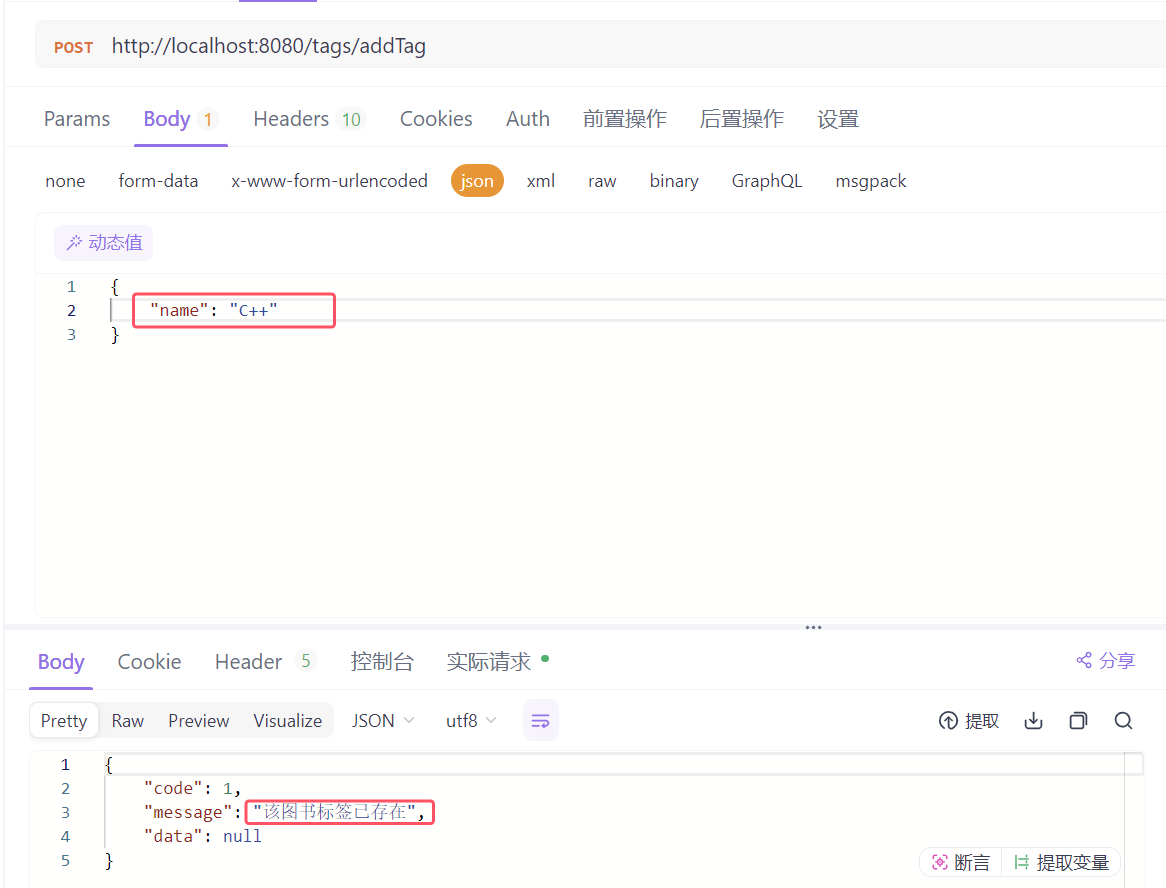 POST http://localhost:8080/tags/addTag
Params Body 1 Headers 10 Cookies Auth 前置操作 后置操作 设置
none form-data x-www-form-urlencoded json xml raw binary GraphQL msgpack
动态值
1 {
2 "name": "C++"
3 }
Body Cookie Header 5 控制台 实际请求 分享
Pretty Raw Preview Visualize JSON utf8 提取
1 {
2 "code": 1,
3 "message": "该图书标签已存在",
4 "data": null
5 }
断言 提取变量